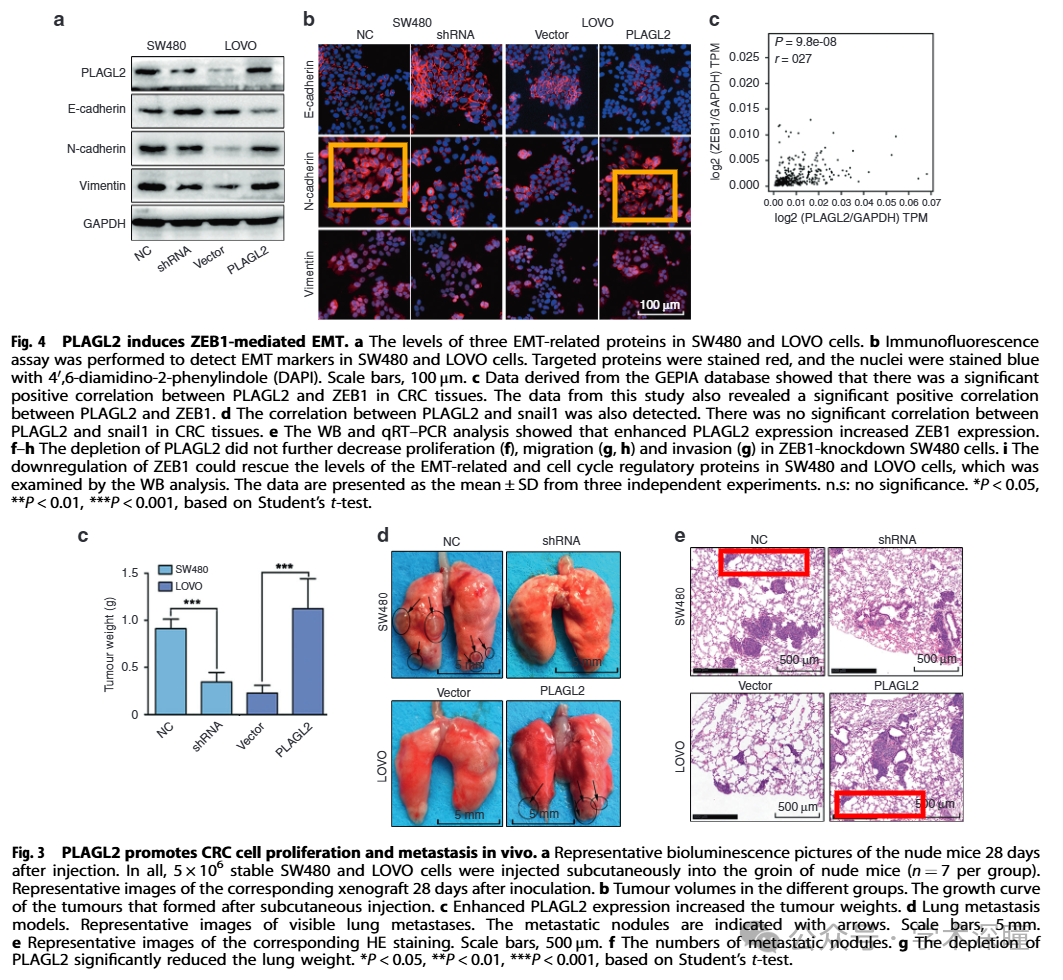 a
SW480 LOVO
PLAGL2
E-cadherin
N-cadherin
Vimentin
GAPDH
NC shRNA Vector PLAGL2
b
SW480 LOVO
NC shRNA Vector PLAGL2
E-cadherin
N-cadherin
Vimentin
100 μm
c
P = 9.8e-08
r = 027
log2 (ZEB1/GAPDH) TPM
0.025
0.020
0.015
0.010
0.005
0.000
0.00 0.01 0.02 0.03 0.04 0.05 0.06 0.07
log2 (PLAGL2/GAPDH) TPM
Fig. 4 PLAGL2 induces ZEB1-mediated EMT. a The levels of three EMT-related proteins in SW480 and LOVO cells. b Immunofluorescence
assay was performed to detect EMT markers in SW480 and LOVO cells. Targeted proteins were stained red, and the nuclei were stained blue
with 4′,6-diamidino-2-phenylindole (DAPI). Scale bars, 100 μm. c Data derived from the GEPIA database showed that there was a significant
positive correlation between PLAGL2 and ZEB1 in CRC tissues. The data from this study also revealed a significant positive correlation
between PLAGL2 and ZEB1. d The correlation between PLAGL2 and snail1 was also detected. There was no significant correlation between
PLAGL2 and snail1 in CRC tissues. e The WB and qRT–PCR analysis showed that enhanced PLAGL2 expression increased ZEB1 expression.
f–h The depletion of PLAGL2 did not further decrease proliferation (f), migration (g, h) and invasion (g) in ZEB1-knockdown SW480 cells. i The
downregulation of ZEB1 could rescue the levels of the EMT-related and cell cycle regulatory proteins in SW480 and LOVO cells, which was
examined by the WB analysis. The data are presented as the mean ± SD from three independent experiments. n.s: no significance. *P < 0.05,
**P < 0.01, ***P < 0.001, based on Student’s t-test.
c
SW480
LOVO
Tumour weight (g)
1.5
1.0
0.5
0
***
***
NC shRNA Vector PLAGL2
d
NC shRNA
SW480
5 mm
mm
Vector PLAGL2
LOVO
5 mm
5 mm
e
NC shRNA
SW480
500 μm
500 μm
Vector PLAGL2
LOVO
500 μm
500 μm
Fig. 3 PLAGL2 promotes CRC cell proliferation and metastasis in vivo. a Representative bioluminescence pictures of the nude mice 28 days
after injection. In all, 5 × 10⁶ stable SW480 and LOVO cells were injected subcutaneously into the groin of nude mice (n = 7 per group).
Representative images of the corresponding xenograft 28 days after inoculation. b Tumour volumes in the different groups. The growth curve
of the tumours that formed after subcutaneous injection. c Enhanced PLAGL2 expression increased the tumour weights. d Lung metastasis
models. Representative images of visible lung metastases. The metastatic nodules are indicated with arrows. Scale bars, 5 mm.
e Representative images of the corresponding HE staining. Scale bars, 500 μm. f The numbers of metastatic nodules. g The depletion of
PLAGL2 significantly reduced the lung weight. *P < 0.05, **P < 0.01, ***P < 0.001, based on Student’s t-test.
公众号 · 学术深瞳